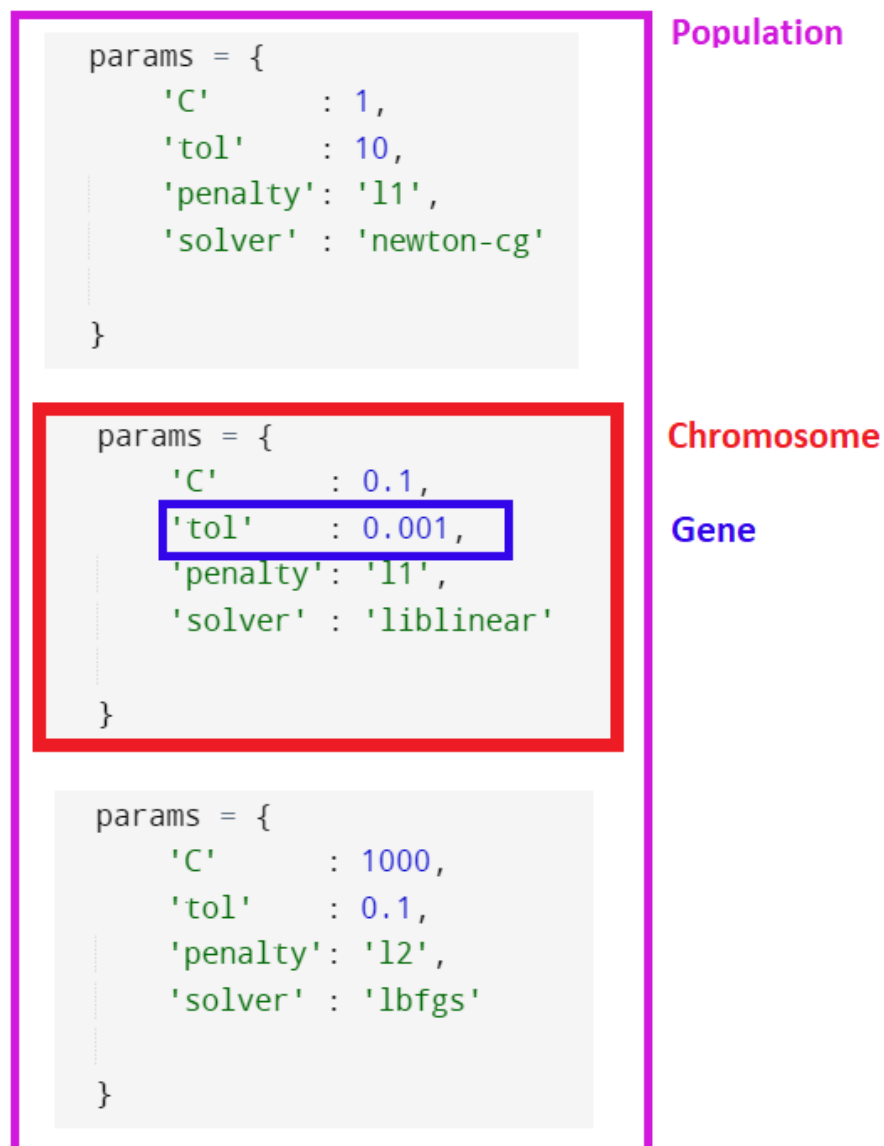 Population
params = {
'C' : 1,
'tol' : 10,
'penalty': 'l1',
'solver' : 'newton-cg'
}
Chromosome
params = {
'C' : 0.1,
Gene
'tol' : 0.001,
'penalty': 'l1',
'solver' : 'liblinear'
}
params = {
'C' : 1000,
'tol' : 0.1,
'penalty': 'l2',
'solver' : 'lbfgs'
}